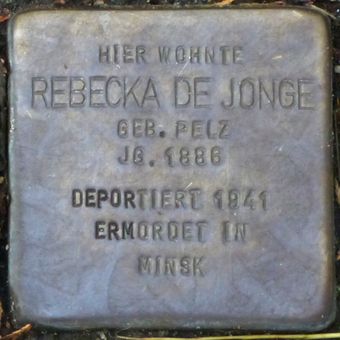 HIER WOHNTE
REBECKA DE JONGE
GEB. PELZ
JG. 1886
DEPORTIERT 1941
ERMORDET IN
MINSK